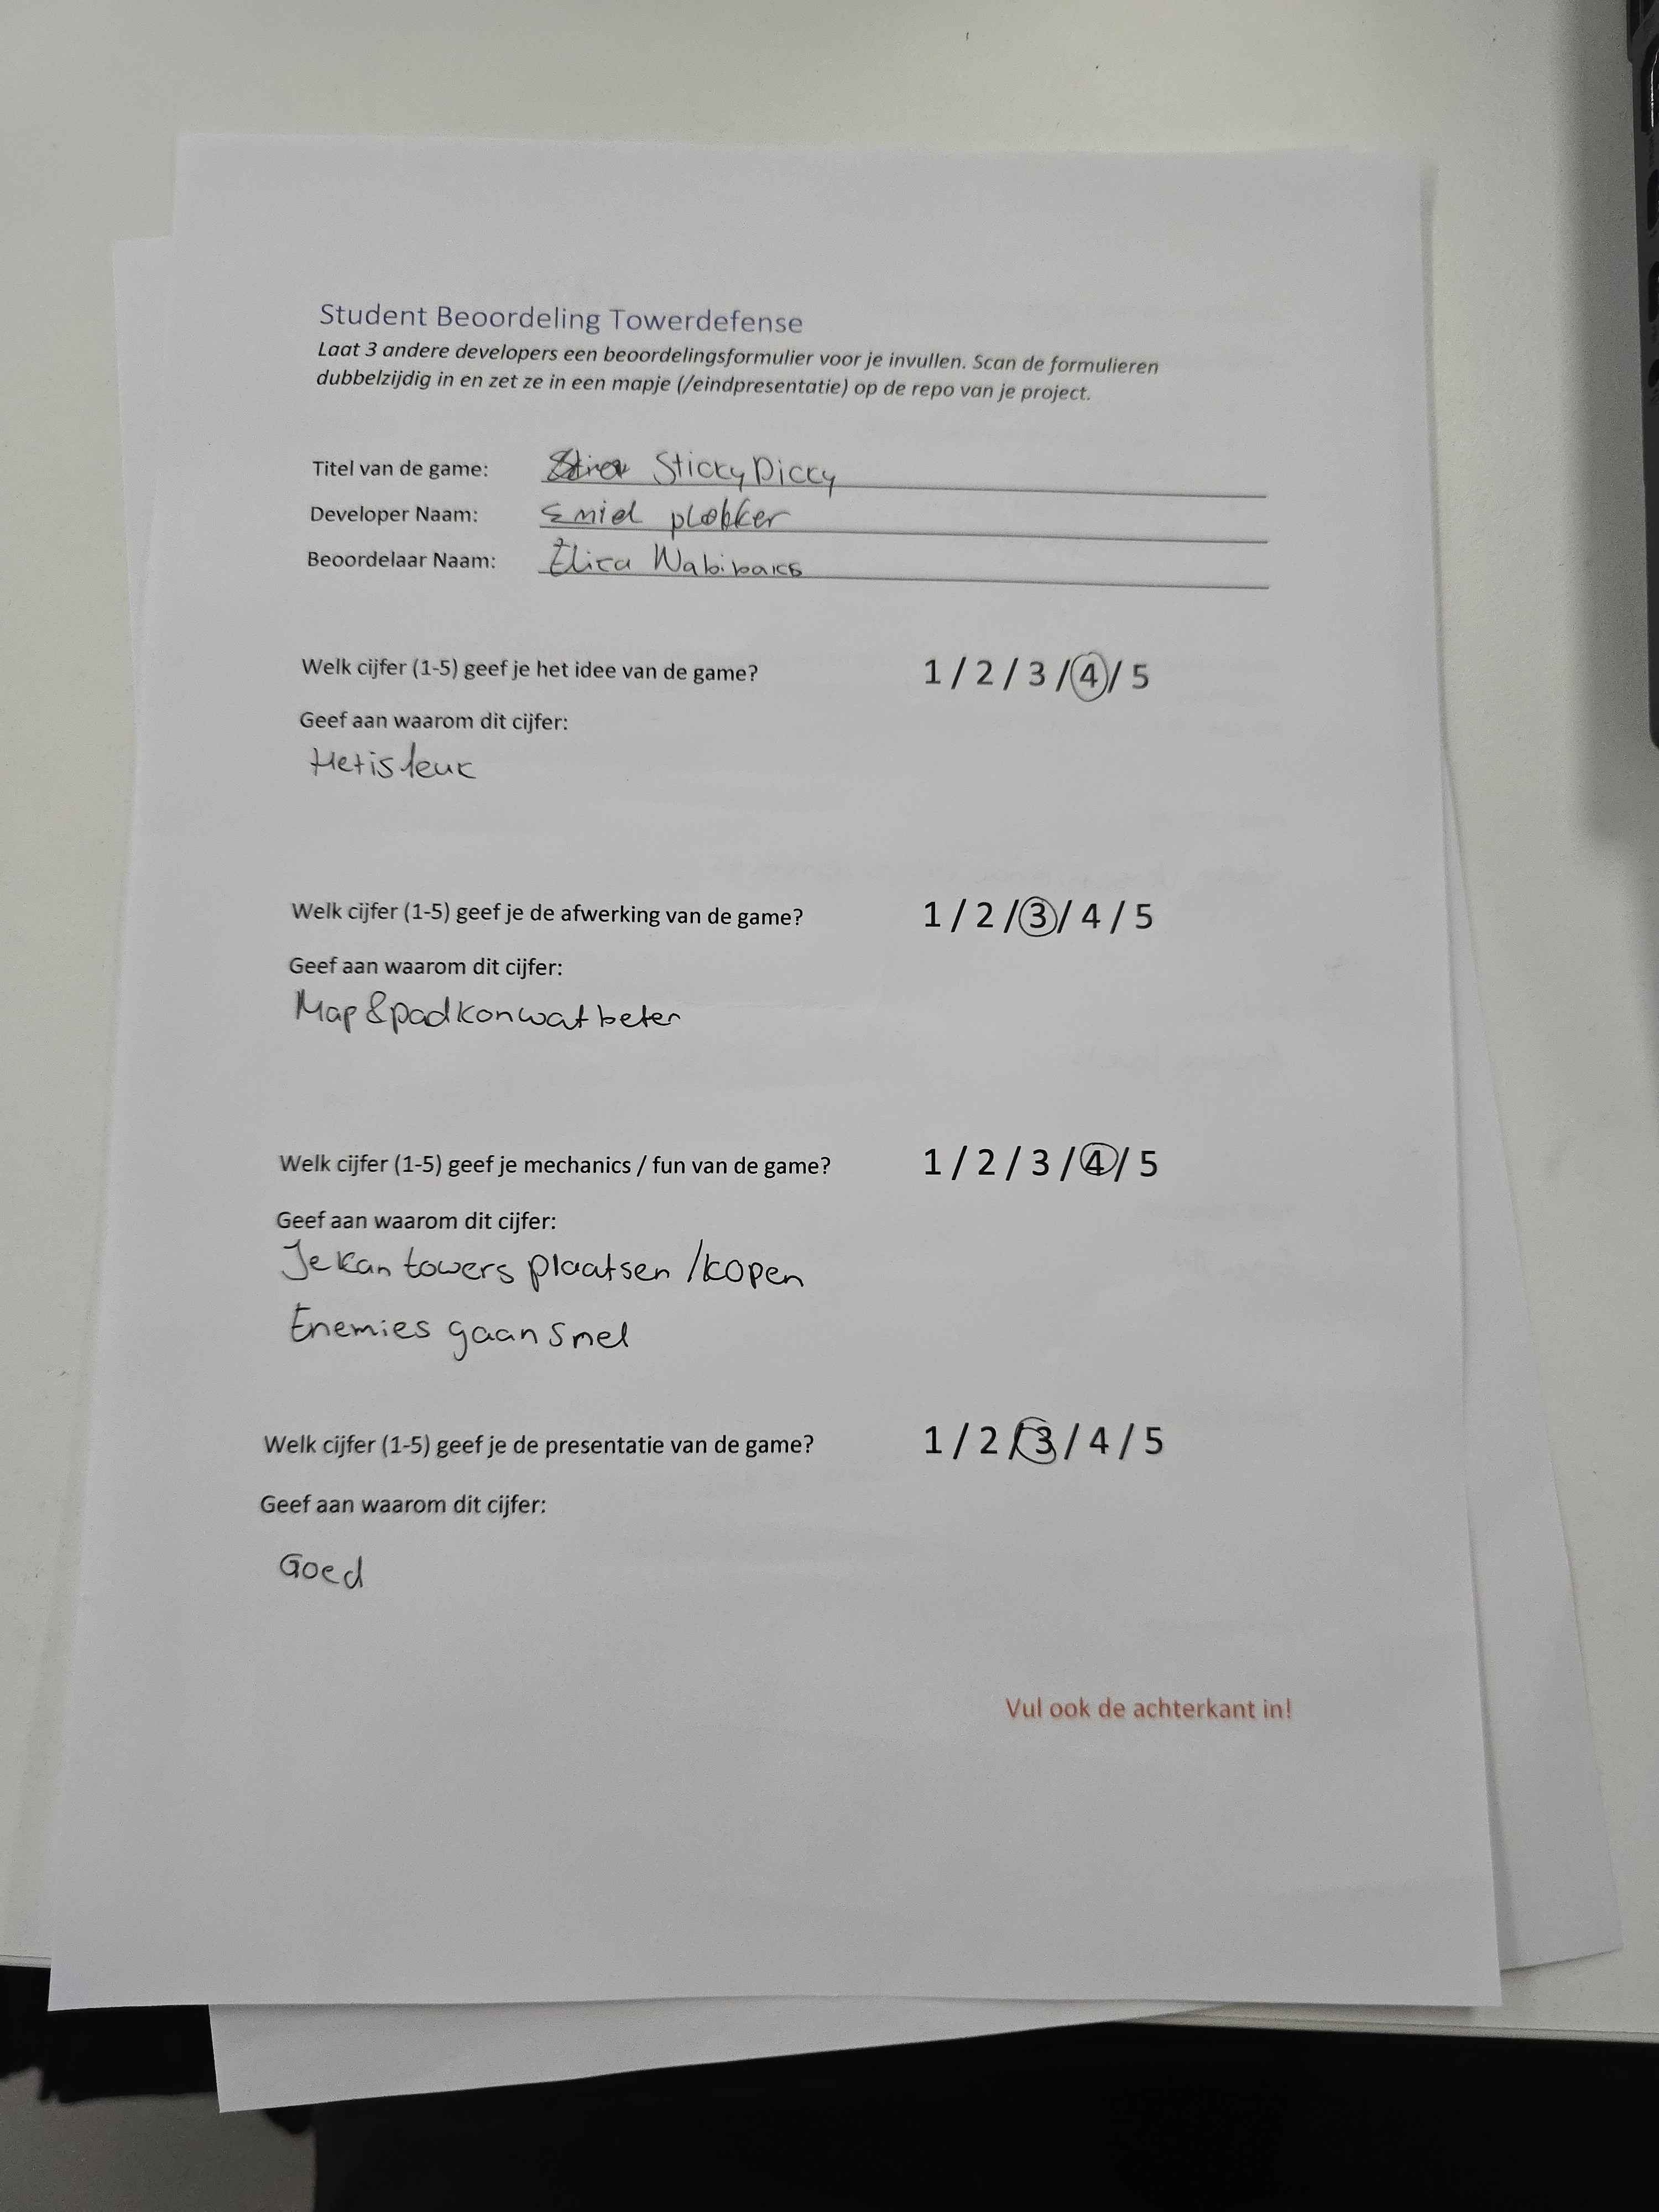 Student Beoordeling Towerdefense
Laat 3 andere developers een beoordelingsformulier voor je invullen. Scan de formulieren
dubbelzijdig in en zet ze in een mapje (/eindpresentatie) op de repo van je project.
Titel van de game: Sticky Dicky
Developer Naam: Emiel
Beoordelaar Naam:
Welk cijfer (1-5) geef je het idee van de game? 1 / 2 / 3 / 4 / 5
Geef aan waarom dit cijfer:
Het is leuk
Welk cijfer (1-5) geef je de afwerking van de game? 1 / 2 / 3 / 4 / 5
Geef aan waarom dit cijfer:
Map & pad kon wat beter
Welk cijfer (1-5) geef je mechanics / fun van de game? 1 / 2 / 3 / 4 / 5
Geef aan waarom dit cijfer:
Je kan towers plaatsen / kopen
Enemies gaan snel
Welk cijfer (1-5) geef je de presentatie van de game? 1 / 2 / 3 / 4 / 5
Geef aan waarom dit cijfer:
Goed
Vul ook de achterkant in!